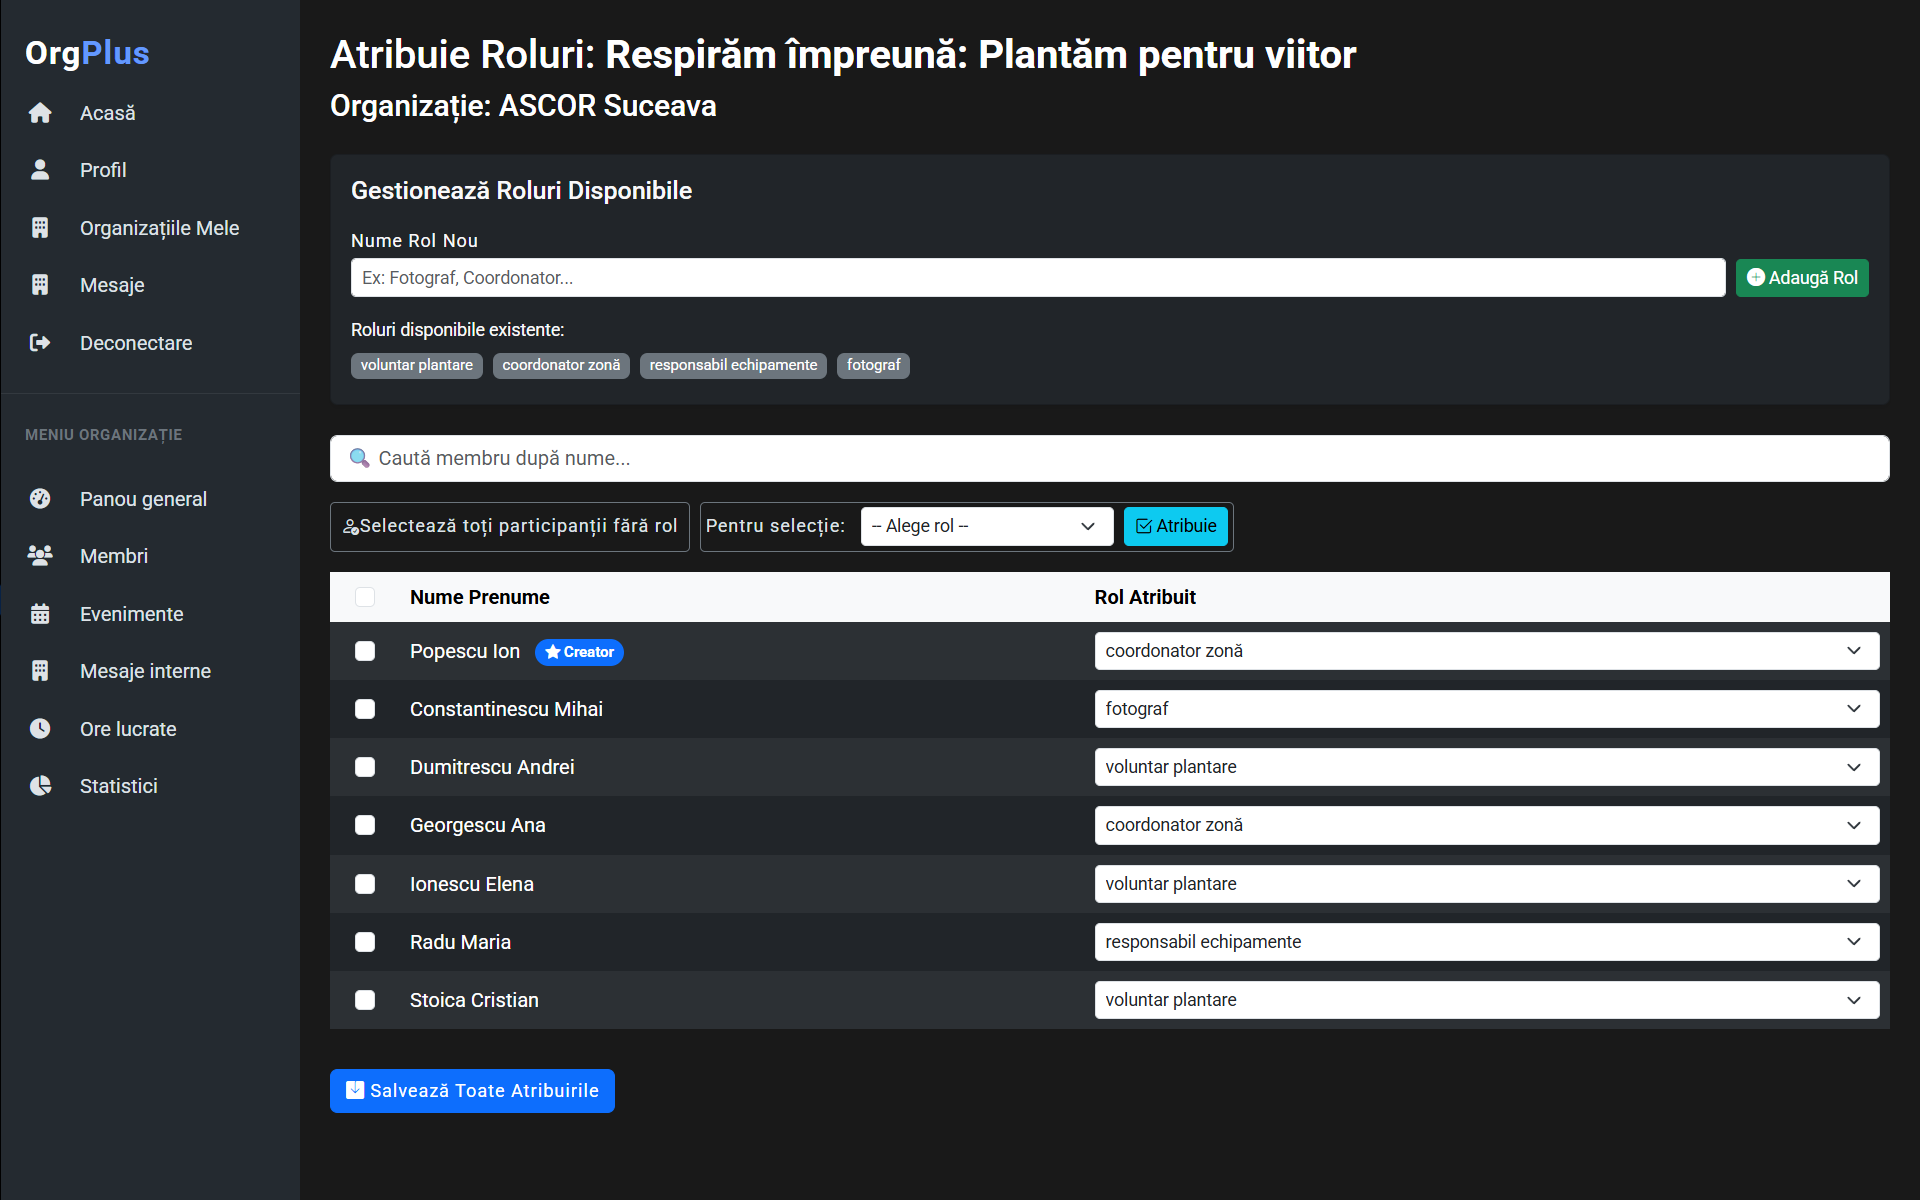 OrgPlus
Acasă
Profil
Organizațiile Mele
Mesaje
Deconectare
MENIU ORGANIZAȚIE
Panou general
Membri
Evenimente
Mesaje interne
Ore lucrate
Statistici
Atribuie Roluri: Respirăm împreună: Plantăm pentru viitor
Organizație: ASCOR Suceava
Gestionează Roluri Disponibile
Nume Rol Nou
Ex: Fotograf, Coordonator...
Adaugă Rol
Roluri disponibile existente:
voluntar plantare coordonator zonă responsabil echipamente fotograf
Caută membru după nume...
Selectează toți participanții fără rol Pentru selecție: -- Alege rol -- Atribuie
Nume Prenume Rol Atribuit
Popescu Ion Creator coordonator zonă
Constantinescu Mihai fotograf
Dumitrescu Andrei voluntar plantare
Georgescu Ana coordonator zonă
Ionescu Elena voluntar plantare
Radu Maria responsabil echipamente
Stoica Cristian voluntar plantare
Salvează Toate Atribuirile